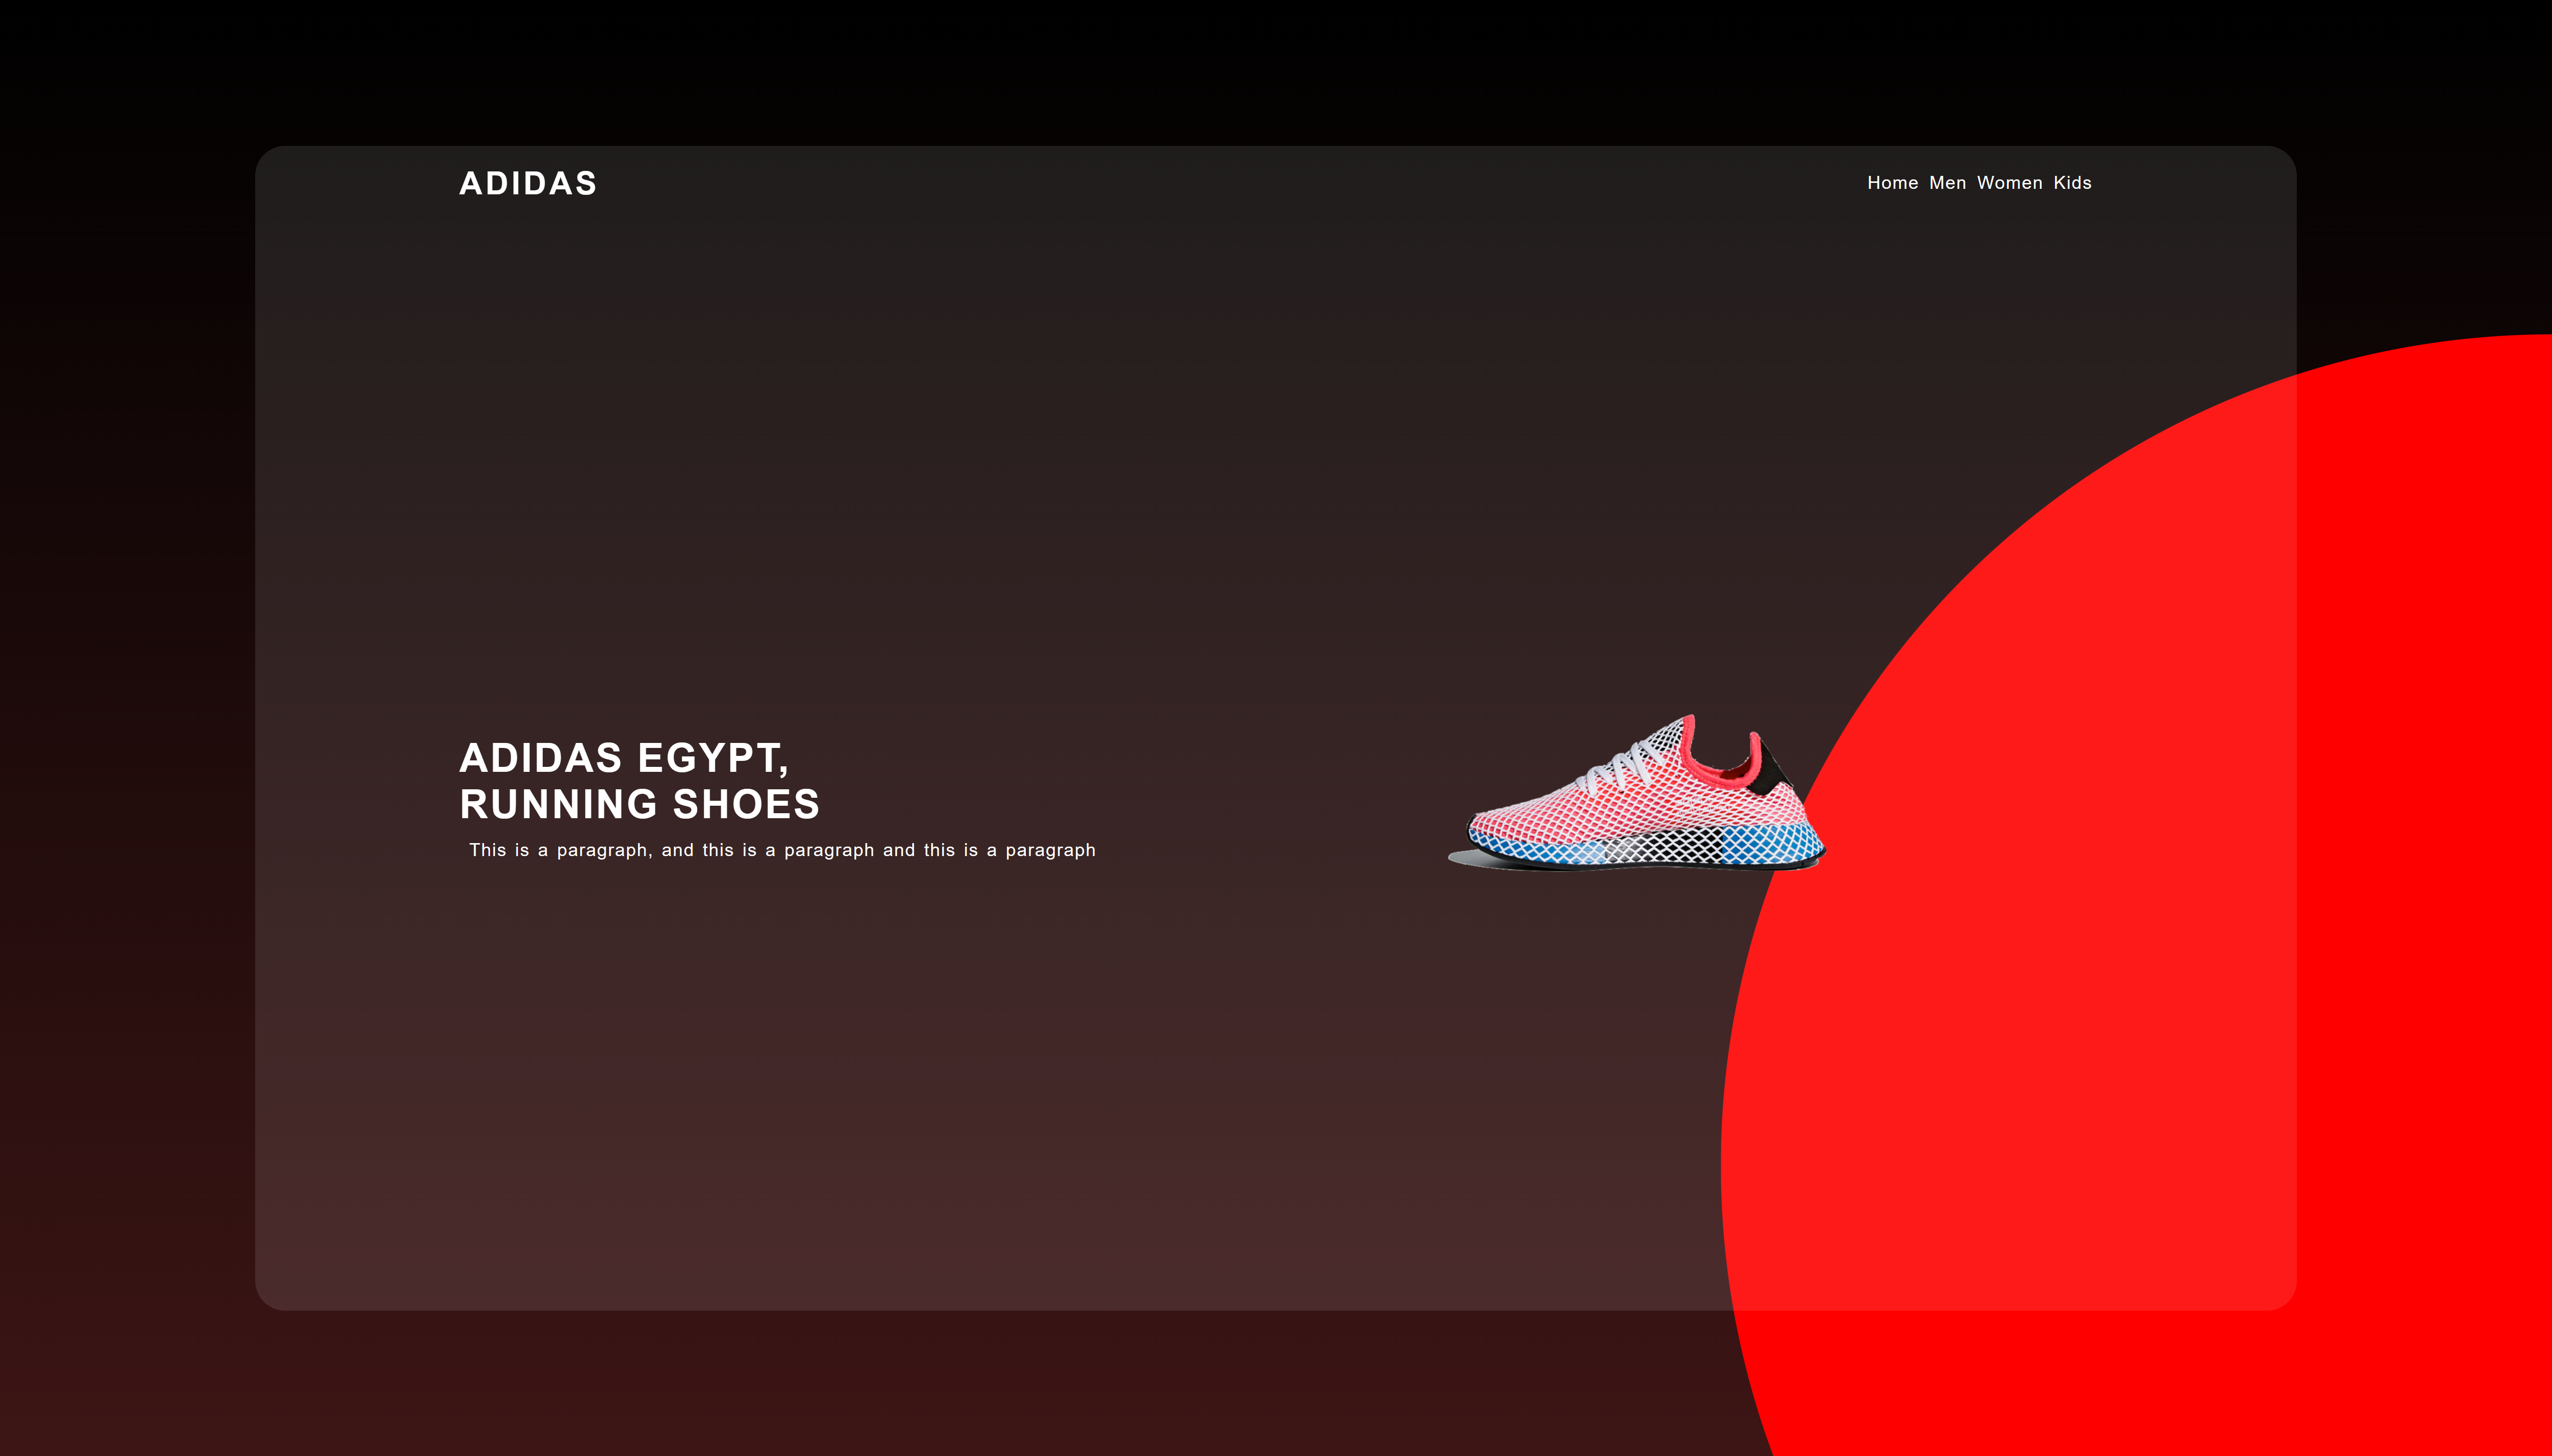 ADIDAS
Home Men Women Kids
ADIDAS EGYPT,
RUNNING SHOES
This is a paragraph, and this is a paragraph and this is a paragraph